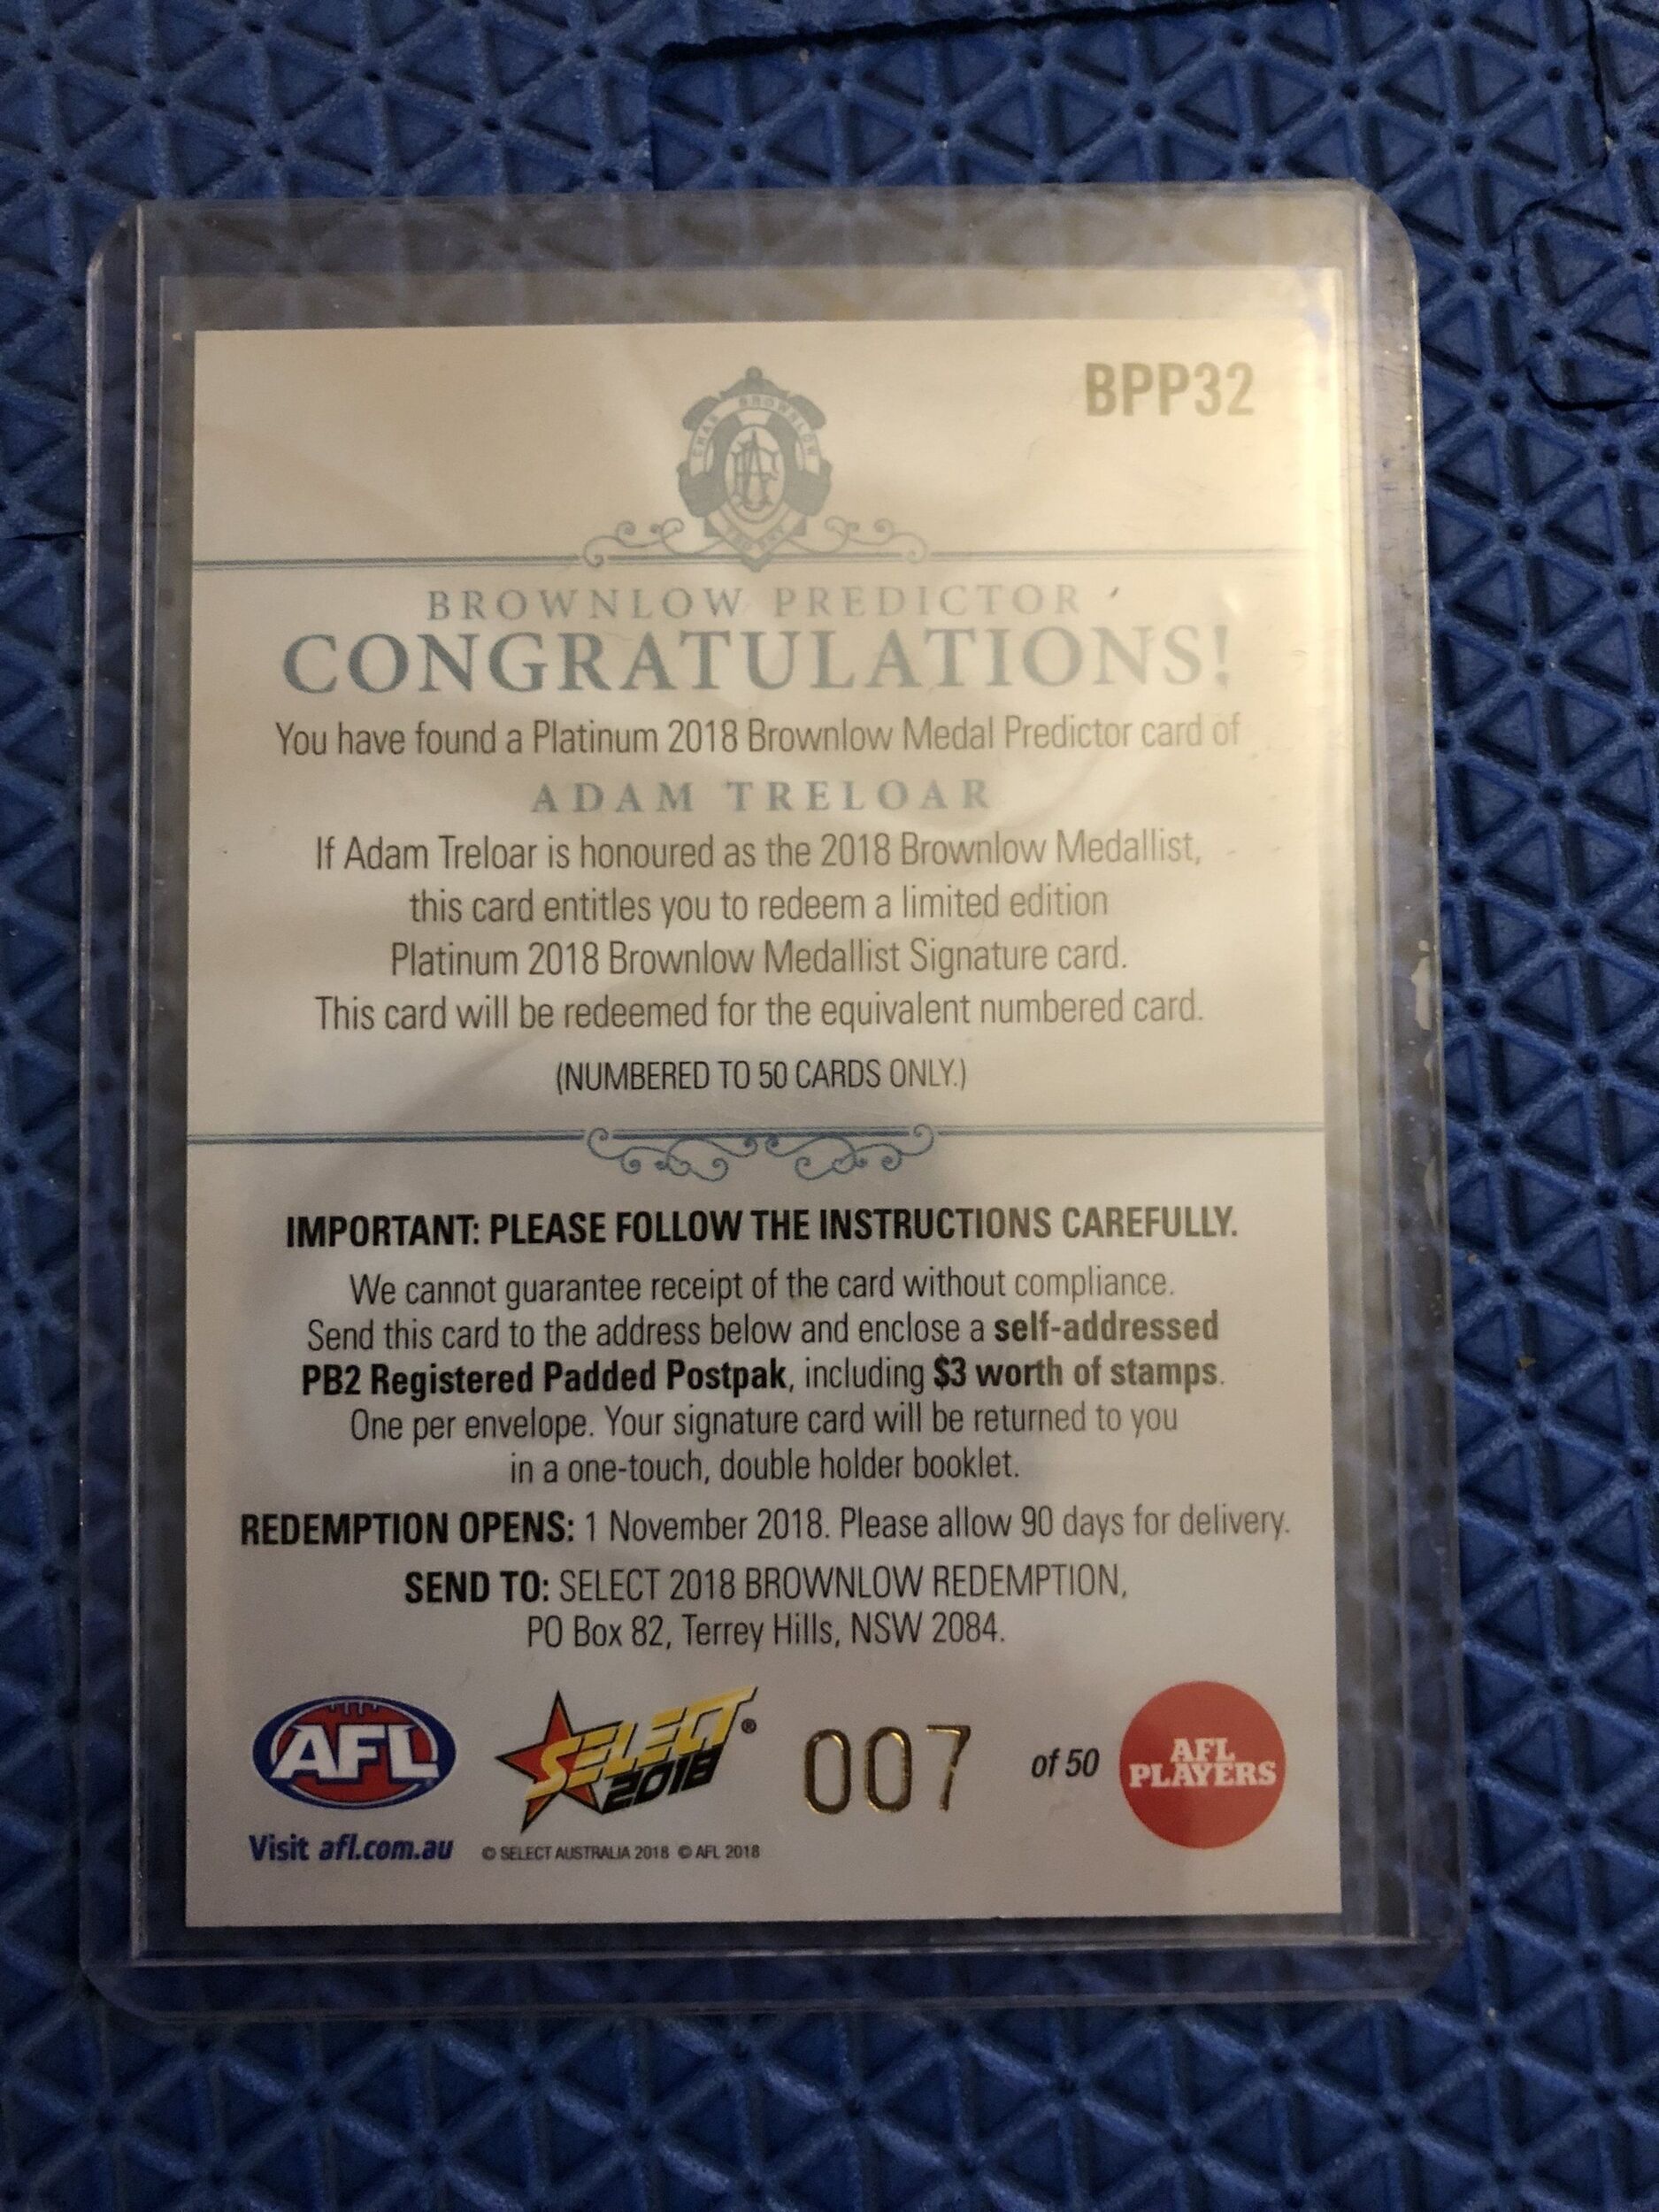 BPP32
CHAS BROWNLOW
BROWNLOW PREDICTOR
CONGRATULATIONS!
You have found a Platinum 2018 Brownlow Medal Predictor card of
ADAM TRELOAR
If Adam Treloar is honoured as the 2018 Brownlow Medallist,
this card entitles you to redeem a limited edition
Platinum 2018 Brownlow Medallist Signature card.
This card will be redeemed for the equivalent numbered card.
(NUMBERED TO 50 CARDS ONLY.)
IMPORTANT: PLEASE FOLLOW THE INSTRUCTIONS CAREFULLY.
We cannot guarantee receipt of the card without compliance.
Send this card to the address below and enclose a self-addressed
PB2 Registered Padded Postpak, including $3 worth of stamps.
One per envelope. Your signature card will be returned to you
in a one-touch, double holder booklet.
REDEMPTION OPENS: 1 November 2018. Please allow 90 days for delivery.
SEND TO: SELECT 2018 BROWNLOW REDEMPTION,
PO Box 82, Terrey Hills, NSW 2084.
AFL
SELECT®
2018
007 of 50
AFL
PLAYERS
Visit afl.com.au
© SELECT AUSTRALIA 2018 © AFL 2018